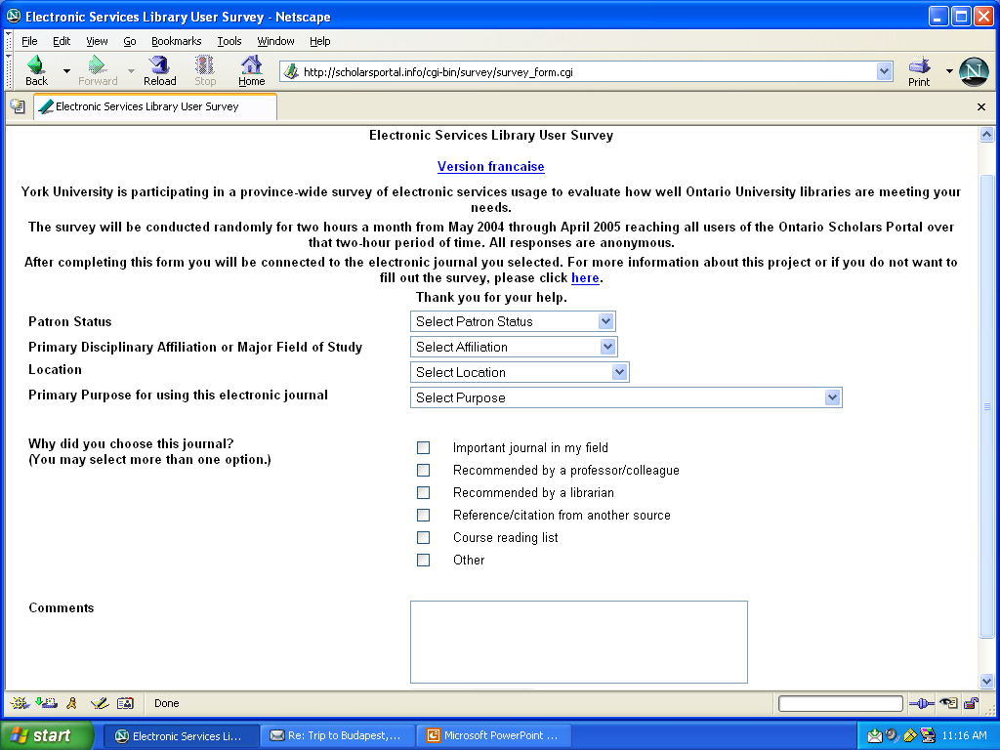 Electronic Services Library User Survey - Netscape
File Edit View Go Bookmarks Tools Window Help
Back Forward Reload Stop Home http://scholarsportal.info/cgi-bin/survey/survey_form.cgi Print N
Electronic Services Library User Survey
Electronic Services Library User Survey
Version francaise
York University is participating in a province-wide survey of electronic services usage to evaluate how well Ontario University libraries are meeting your
needs.
The survey will be conducted randomly for two hours a month from May 2004 through April 2005 reaching all users of the Ontario Scholars Portal over
that two-hour period of time. All responses are anonymous.
After completing this form you will be connected to the electronic journal you selected. For more information about this project or if you do not want to
fill out the survey, please click here.
Thank you for your help.
Patron Status Select Patron Status
Primary Disciplinary Affiliation or Major Field of Study Select Affiliation
Location Select Location
Primary Purpose for using this electronic journal Select Purpose
Why did you choose this journal?
(You may select more than one option.)
Important journal in my field
Recommended by a professor/colleague
Recommended by a librarian
Reference/citation from another source
Course reading list
Other
Comments
Done
start Electronic Services Li... Re: Trip to Budapest,... Microsoft PowerPoint ... 11:16 AM